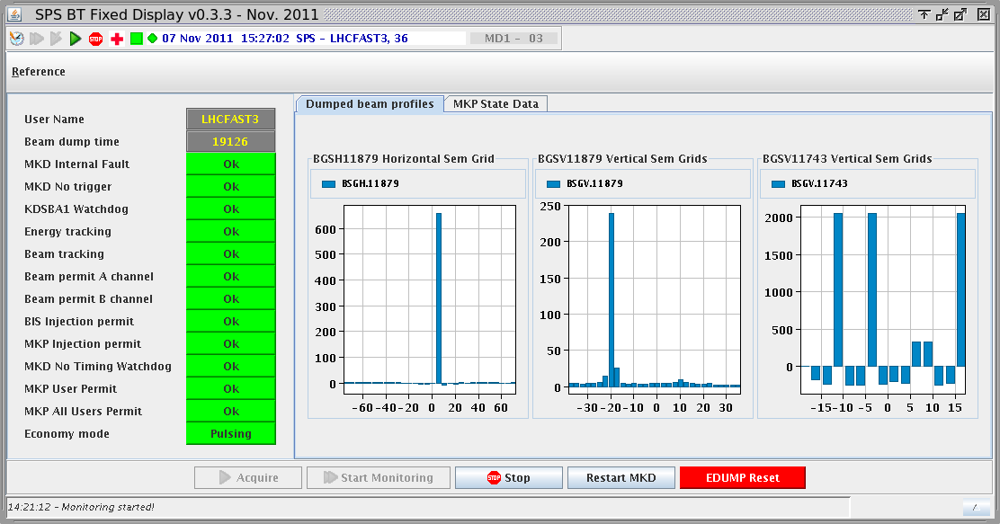 SPS BT Fixed Display v0.3.3 - Nov. 2011
STOP 07 Nov 2011 15:27:02 SPS - LHCFAST3, 36 MD1 - 03
Reference
Dumped beam profiles MKP State Data
User Name LHCFAST3
Beam dump time 19126
MKD Internal Fault Ok
MKD No trigger Ok
KDSBA1 Watchdog Ok
Energy tracking Ok
Beam tracking Ok
Beam permit A channel Ok
Beam permit B channel Ok
BIS Injection permit Ok
MKP Injection permit Ok
MKD No Timing Watchdog Ok
MKP User Permit Ok
MKP All Users Permit Ok
Economy mode Pulsing
BGSH11879 Horizontal Sem Grid
BSGH.11879
600
500
400
300
200
100
0
-60 -40 -20 0 20 40 60
BGSV11879 Vertical Sem Grids
BSGV.11879
250
200
150
100
50
0
-30 -20 -10 0 10 20 30
BGSV11743 Vertical Sem Grids
BSGV.11743
2000
1500
1000
500
0
-15 -10 -5 0 5 10 15
Acquire Start Monitoring STOP Stop Restart MKD EDUMP Reset
14:21:12 - Monitoring started!